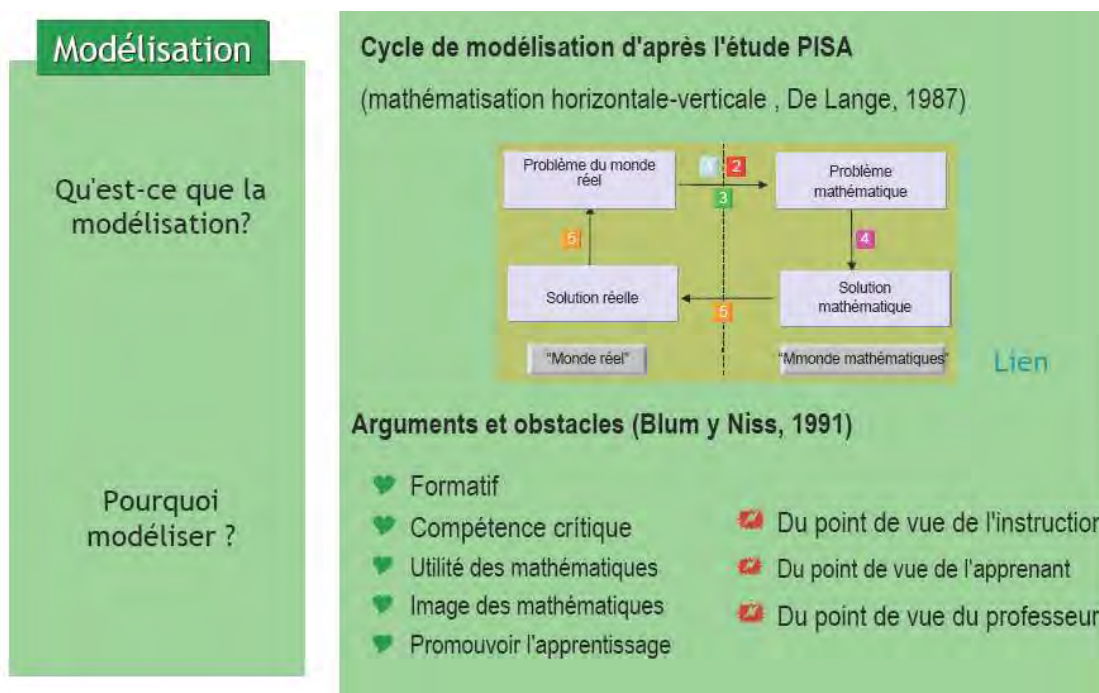 Modélisation
Qu'est-ce que la
modélisation?
Pourquoi
modéliser ?
Cycle de modélisation d'après l'étude PISA
(mathématisation horizontale-verticale , De Lange, 1987)
Problème du monde
réel
1 2
3
Problème
mathématique
5
4
Solution réelle
5
Solution
mathématique
"Monde réel"
"Mmonde mathématiques"
Lien
Arguments et obstacles (Blum y Niss, 1991)
Formatif
Compétence crítique
Utilité des mathématiques
Image des mathématiques
Promouvoir l'apprentissage
Du point de vue de l'instruction
Du point de vue de l'apprenant
Du point de vue du professeur